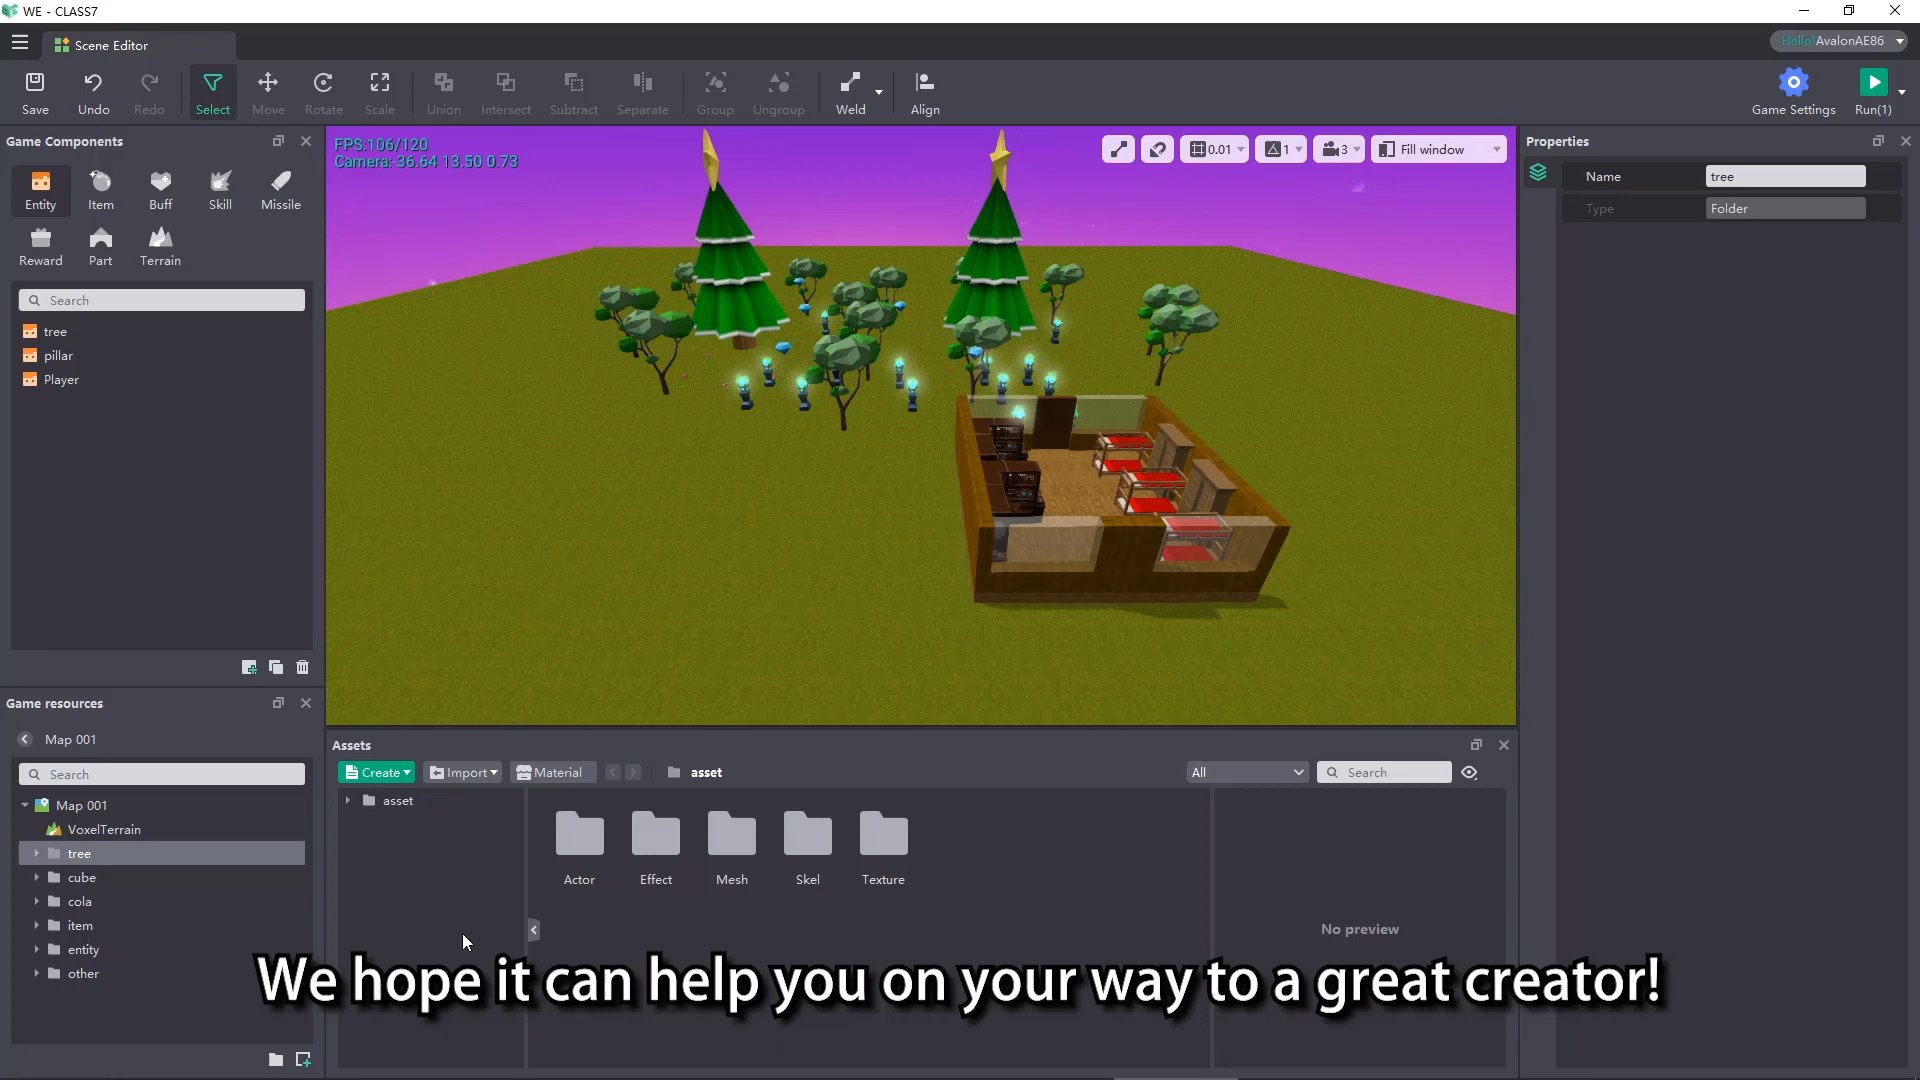 WE - CLASS7
Scene Editor
Hello! AvalonAE86
Save
Undo
Redo
Select
Move
Rotate
Scale
Union
Intersect
Subtract
Separate
Group
Ungroup
Weld
Align
Game Settings
Run(1)
Game Components
Entity
Item
Buff
Skill
Missile
Reward
Part
Terrain
Search
tree
pillar
Player
FPS:106/120
Camera:-36.64 13.50 0.73
0.01
1
3
Fill window
Properties
Name
tree
Type
Folder
Game resources
Map 001
Search
Map 001
VoxelTerrain
tree
cube
cola
item
entity
other
Assets
Create
Import
Material
asset
All
Search
asset
Actor
Effect
Mesh
Skel
Texture
No preview
We hope it can help you on your way to a great creator!